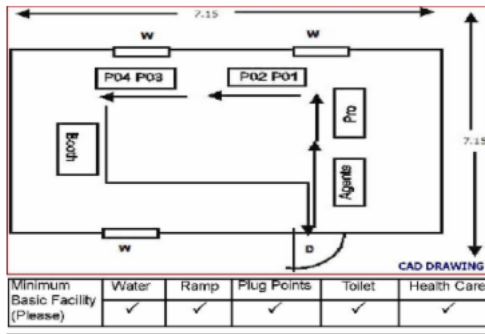 7.15
W
W
P04 P03
P02 P01
Pro
7.15
Booth
Agents
W
D
CAD DRAWING
Minimum Basic Facility (Please)
Water
Ramp
Plug Points
Toilet
Health Care
✓
✓
✓
✓
✓